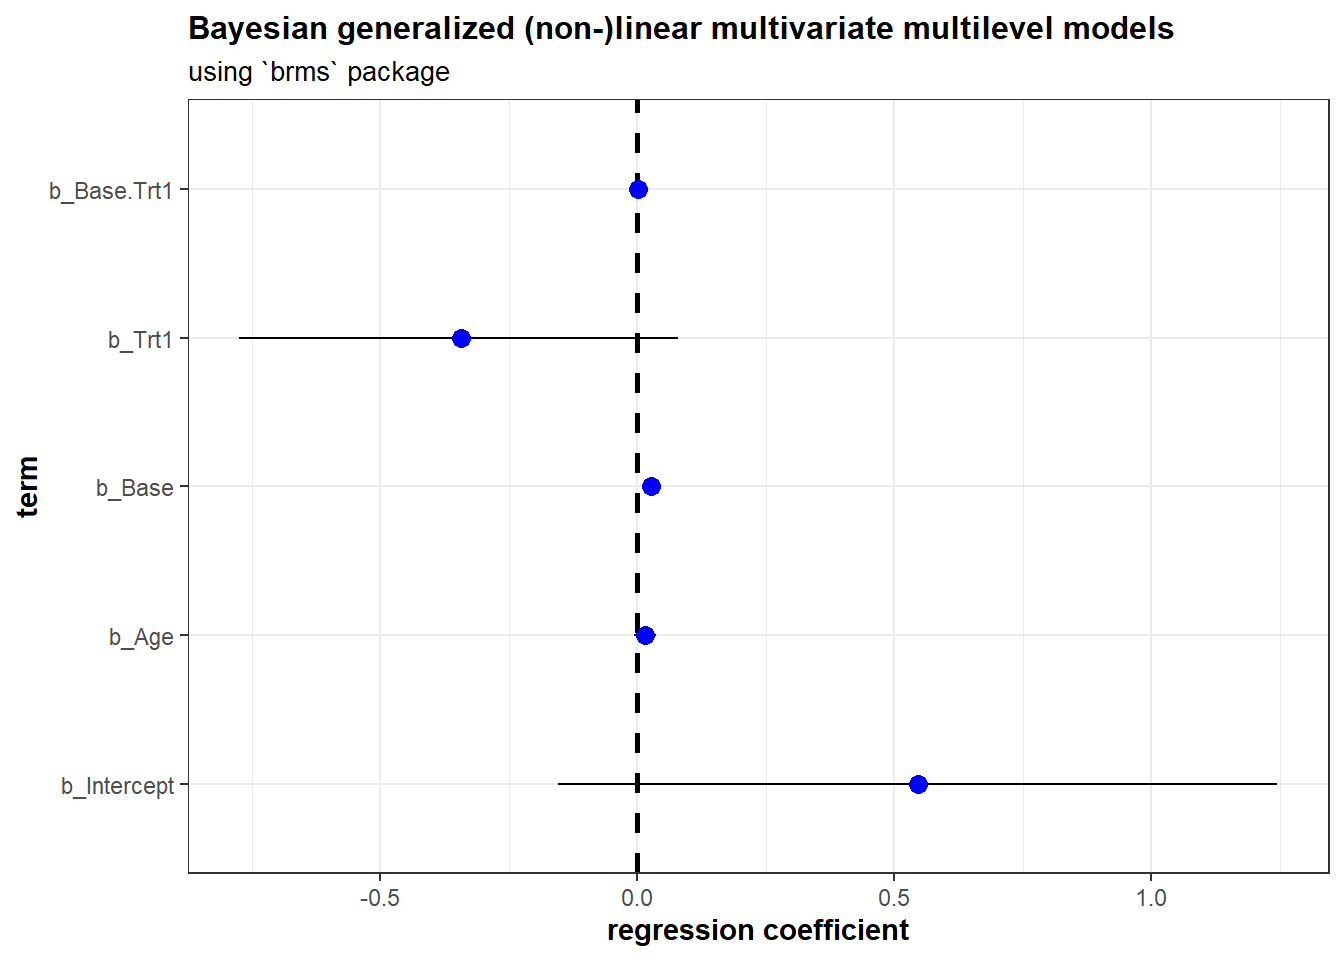 Bayesian generalized (non-)linear multivariate multilevel models
using `brms` package
b_Base.Trt1
b_Trt1
b_Base
b_Age
b_Intercept
term
-0.5
0.0
0.5
1.0
regression coefficient